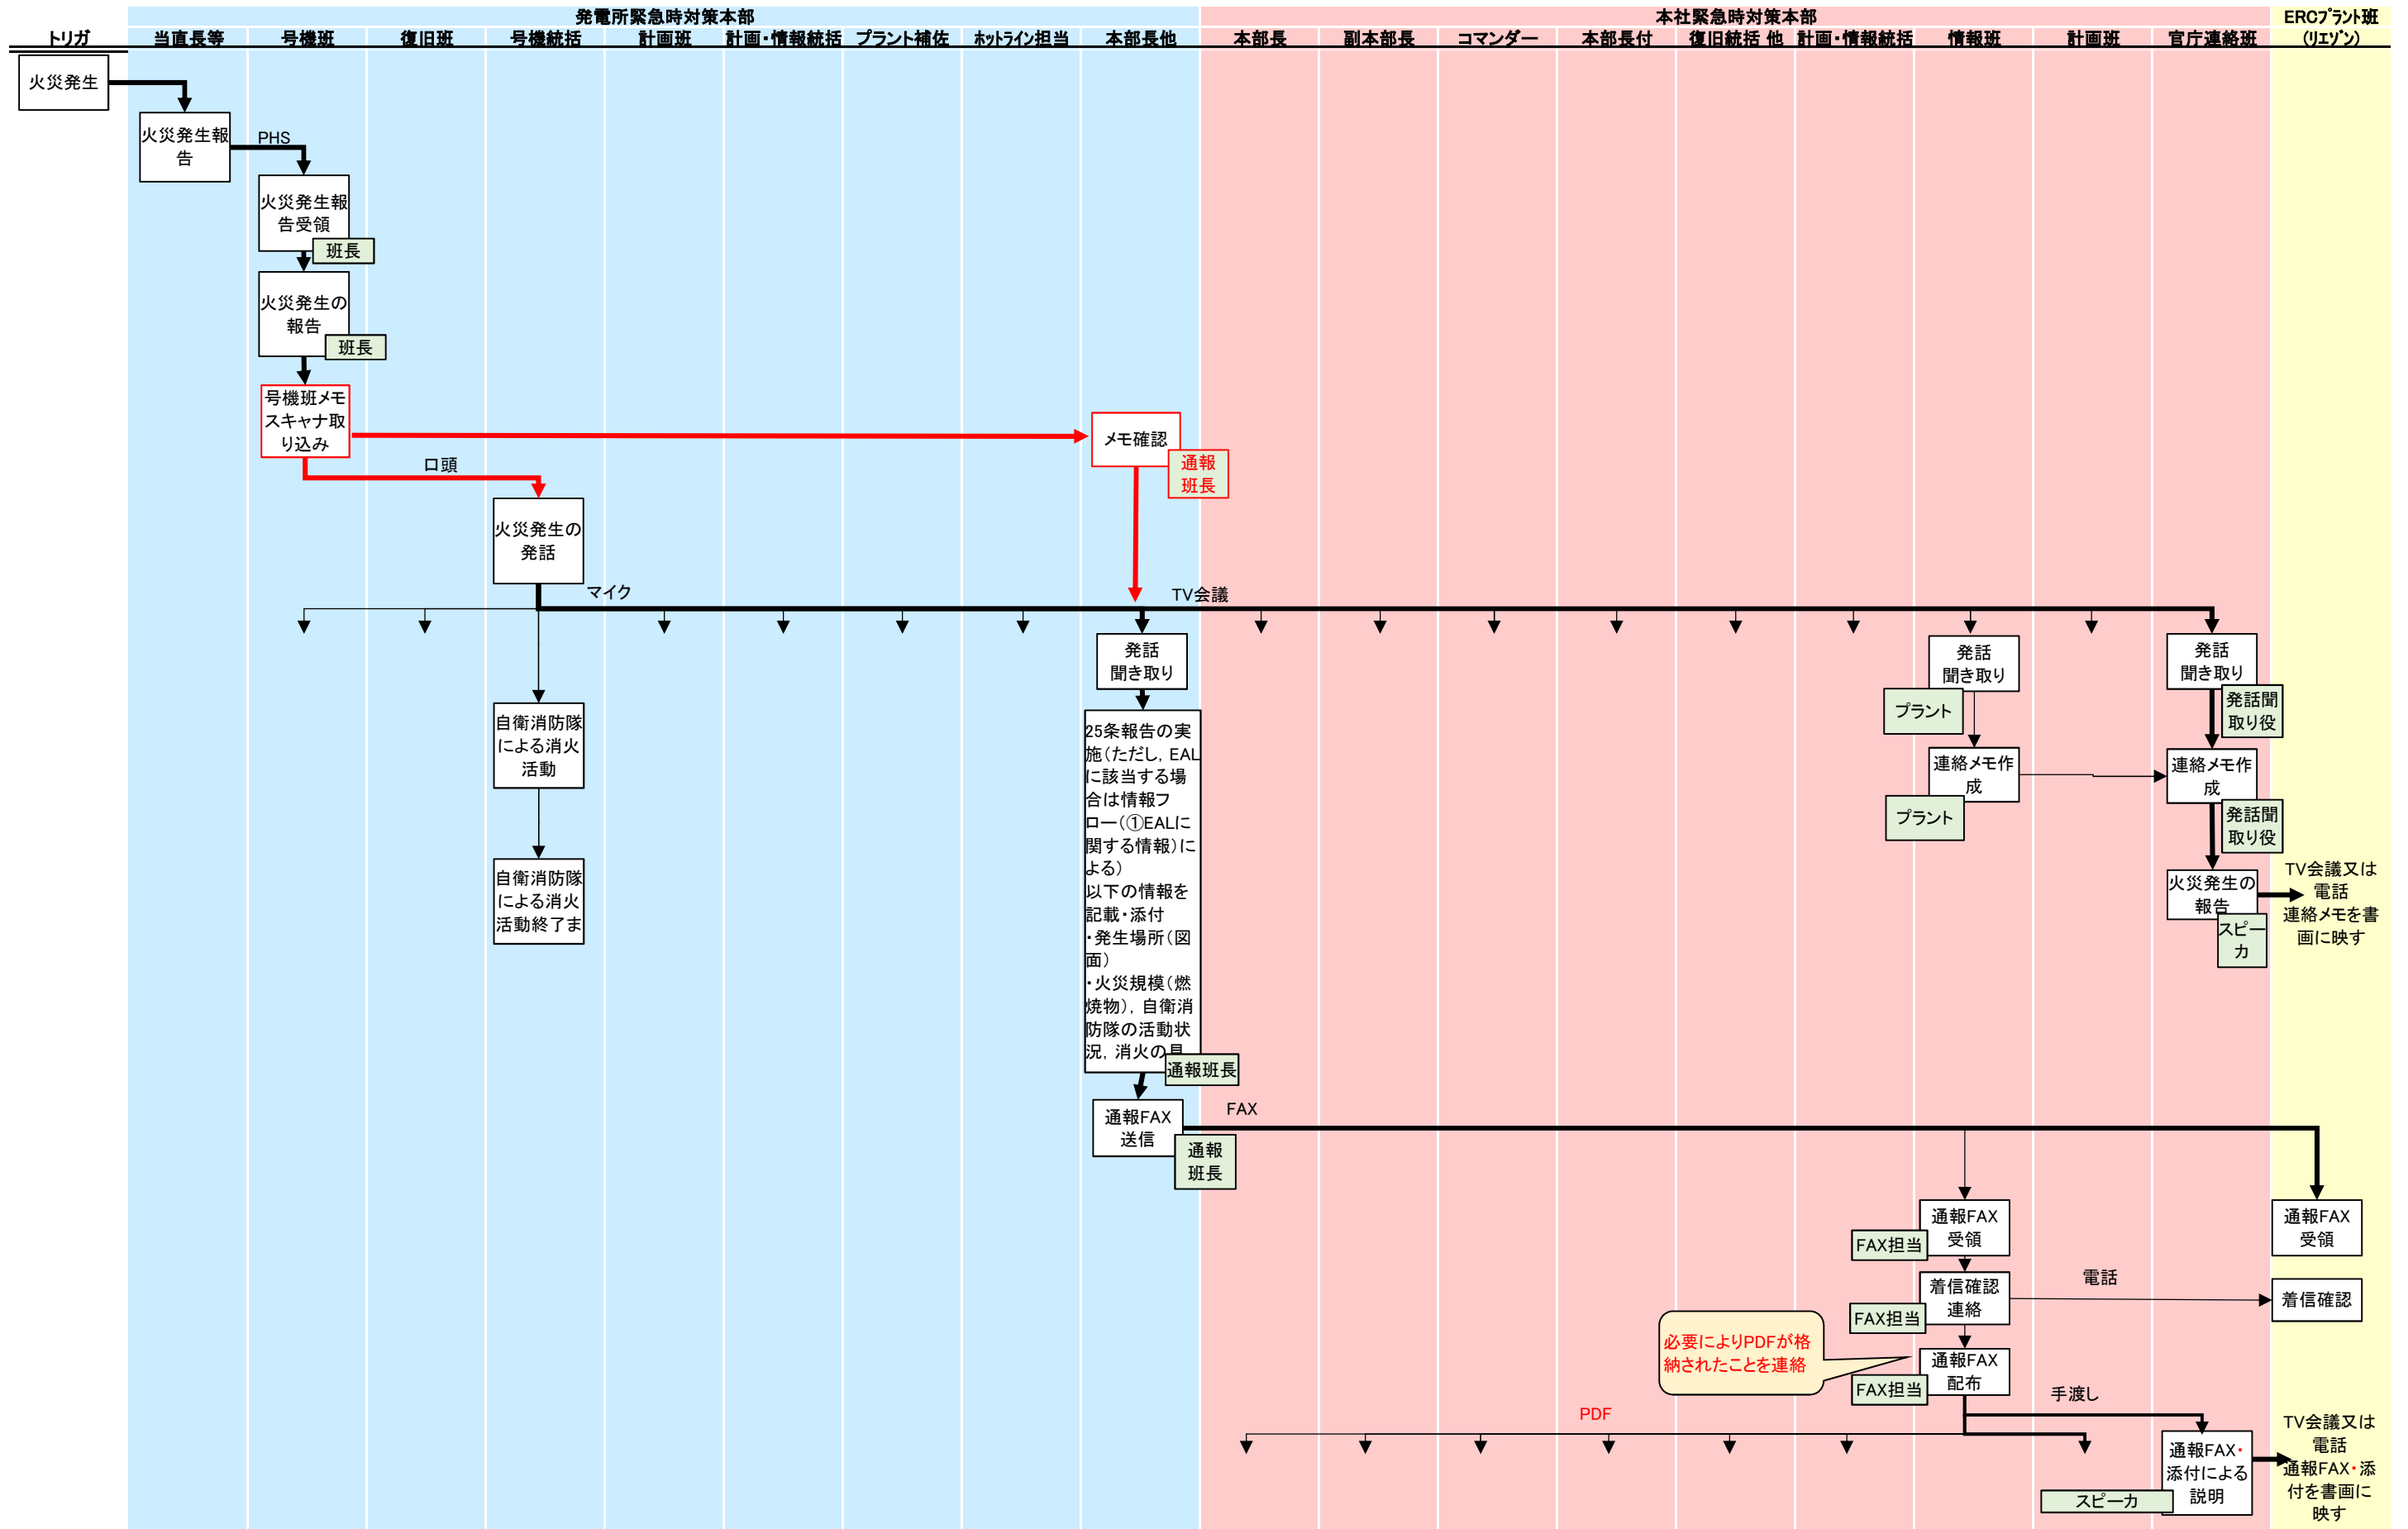 発電所緊急時対策本部
本社緊急時対策本部
ERCﾌﾟﾗﾝﾄ班
(ﾘｴｿﾞﾝ)
トリガ
当直長等
号機班
復旧班
号機統括
計画班
計画・情報統括
プラント補佐
ﾎｯﾄﾗｲﾝ担当
本部長他
本部長
副本部長
コマンダー
本部長付
復旧統括 他
計画・情報統括
情報班
計画班
官庁連絡班
火災発生
火災発生報
告
PHS
火災発生報
告受領
班長
火災発生の
報告
班長
号機班メモ
スキャナ取
り込み
メモ確認
通報
班長
口頭
火災発生の
発話
マイク
TV会議
発話
聞き取り
発話
聞き取り
プラント
発話
聞き取り
発話聞
取り役
自衛消防隊
による消火
活動
自衛消防隊
による消火
活動終了ま
25条報告の実
施(ただし,EAL
に該当する場
合は情報フ
ロー(①EALに
関する情報)に
よる)
以下の情報を
記載・添付
・発生場所(図
面)
・火災規模(燃
焼物),自衛消
防隊の活動状
況,消火の見
通報班長
連絡メモ作
成
プラント
連絡メモ作
成
発話聞
取り役
火災発生の
報告
スピー
カ
TV会議又は
電話
連絡メモを書
画に映す
通報FAX
送信
通報
班長
FAX
通報FAX
受領
FAX担当
通報FAX
受領
着信確認
連絡
FAX担当
電話
着信確認
必要によりPDFが格
納されたことを連絡
通報FAX
配布
FAX担当
手渡し
PDF
通報FAX・
添付による
説明
スピーカ
TV会議又は
電話
通報FAX・添
付を書画に
映す